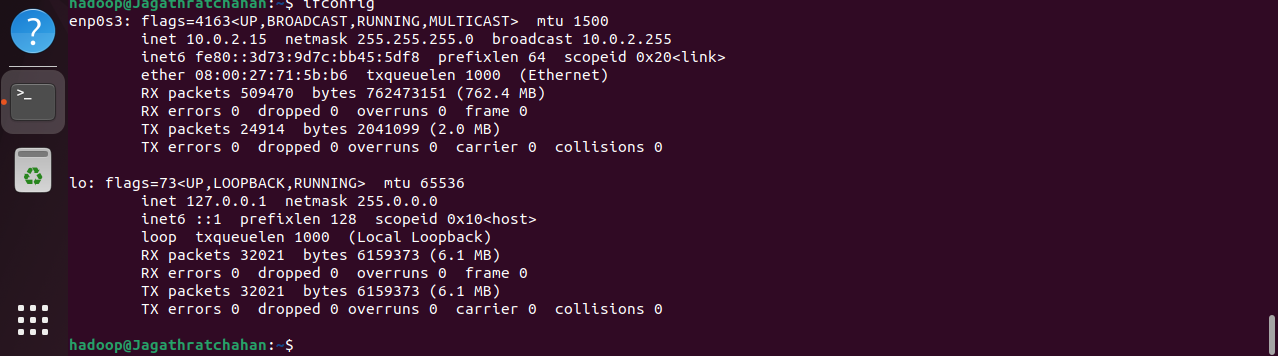 hadoop@Jagathratchahan:~$ ifconfig
enp0s3: flags=4163<UP,BROADCAST,RUNNING,MULTICAST>  mtu 1500
        inet 10.0.2.15  netmask 255.255.255.0  broadcast 10.0.2.255
        inet6 fe80::3d73:9d7c:bb45:5df8  prefixlen 64  scopeid 0x20<link>
        ether 08:00:27:71:5b:b6  txqueuelen 1000  (Ethernet)
        RX packets 509470  bytes 762473151 (762.4 MB)
        RX errors 0  dropped 0  overruns 0  frame 0
        TX packets 24914  bytes 2041099 (2.0 MB)
        TX errors 0  dropped 0 overruns 0  carrier 0  collisions 0
lo: flags=73<UP,LOOPBACK,RUNNING>  mtu 65536
        inet 127.0.0.1  netmask 255.0.0.0
        inet6 ::1  prefixlen 128  scopeid 0x10<host>
        loop  txqueuelen 1000  (Local Loopback)
        RX packets 32021  bytes 6159373 (6.1 MB)
        RX errors 0  dropped 0  overruns 0  frame 0
        TX packets 32021  bytes 6159373 (6.1 MB)
        TX errors 0  dropped 0 overruns 0  carrier 0  collisions 0
hadoop@Jagathratchahan:~$